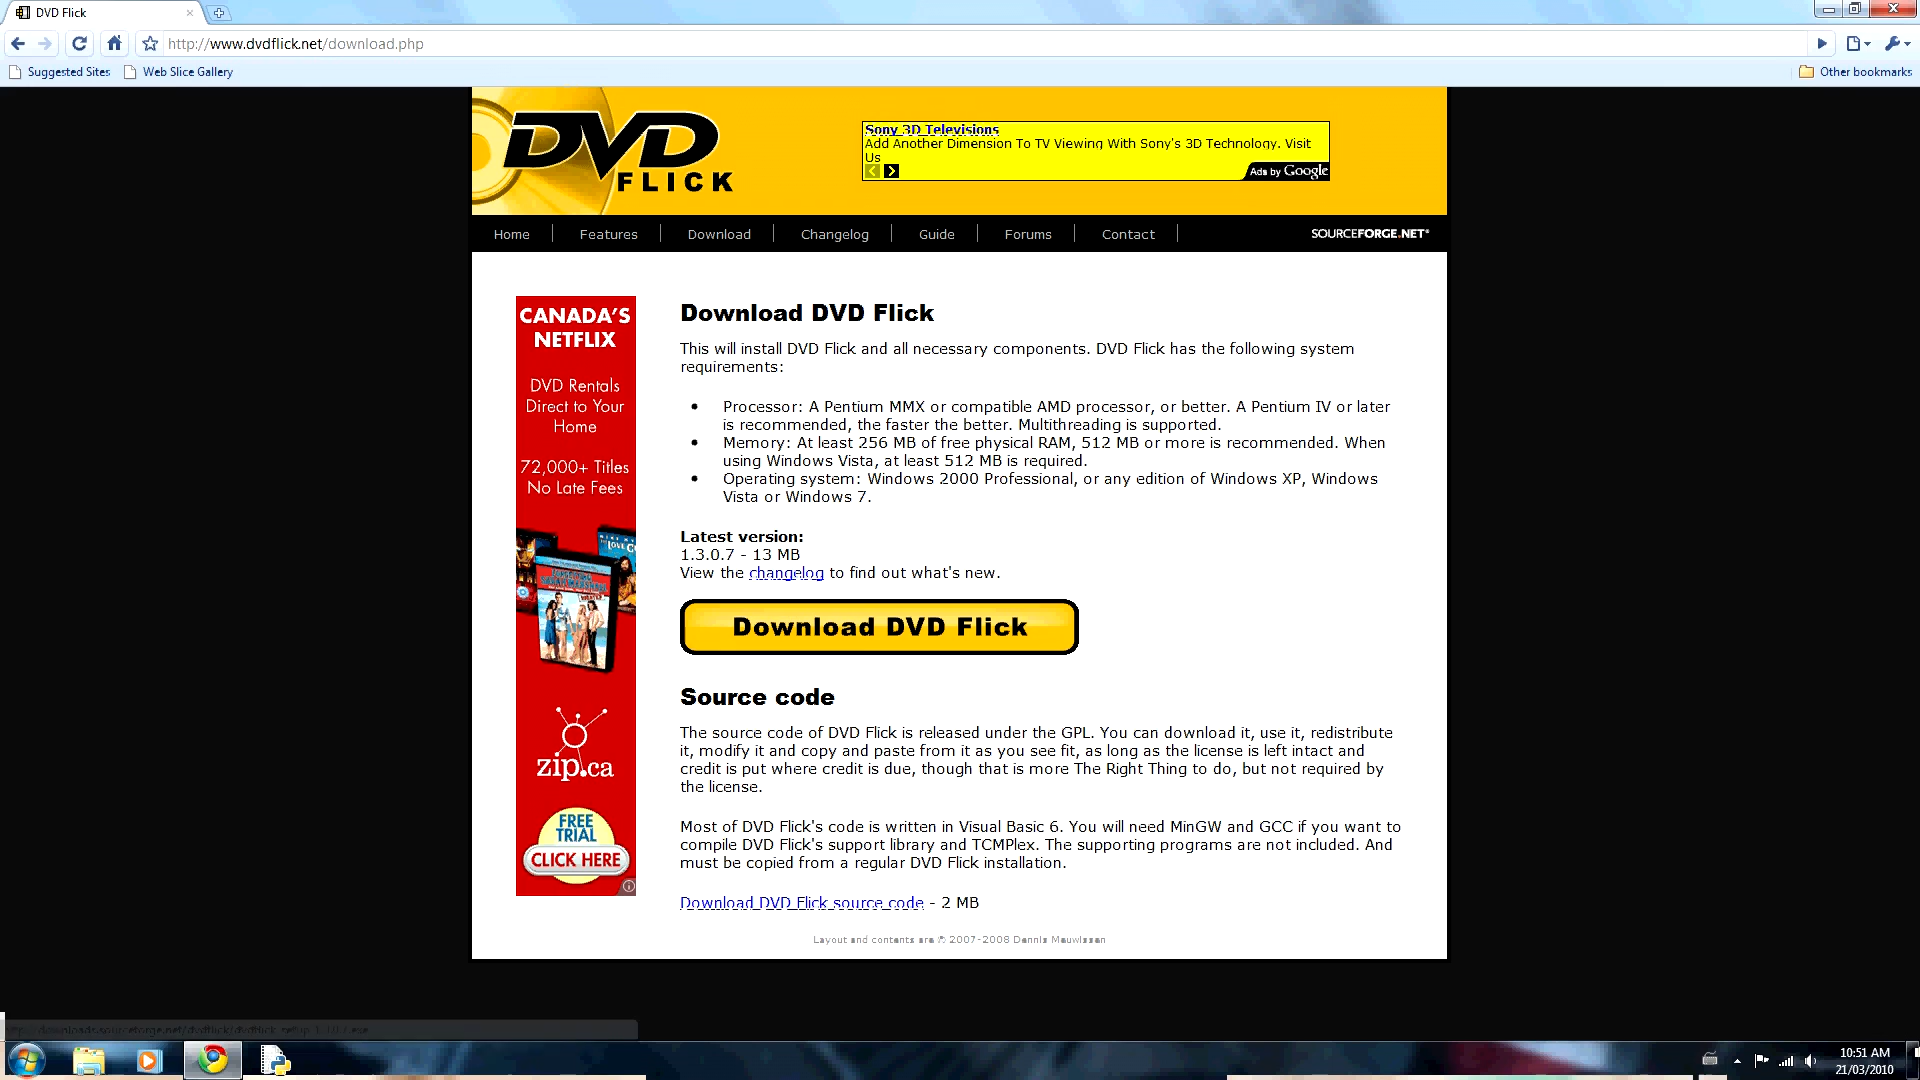 DVD Flick
http://www.dvdflick.net/download.php
Suggested Sites
Web Slice Gallery
Other bookmarks
DVD
FLICK
Sony 3D Televisions
Add Another Dimension To TV Viewing With Sony's 3D Technology. Visit
Us
Ads by Google
Home
Features
Download
Changelog
Guide
Forums
Contact
SOURCEFORGE.NET®
CANADA'S
NETFLIX
DVD Rentals
Direct to Your
Home
72,000+ Titles
No Late Fees
zip.ca
FREE
TRIAL
CLICK HERE
Download DVD Flick
This will install DVD Flick and all necessary components. DVD Flick has the following system
requirements:
• Processor: A Pentium MMX or compatible AMD processor, or better. A Pentium IV or later
is recommended, the faster the better. Multithreading is supported.
• Memory: At least 256 MB of free physical RAM, 512 MB or more is recommended. When
using Windows Vista, at least 512 MB is required.
• Operating system: Windows 2000 Professional, or any edition of Windows XP, Windows
Vista or Windows 7.
Latest version:
1.3.0.7 - 13 MB
View the changelog to find out what's new.
Download DVD Flick
Source code
The source code of DVD Flick is released under the GPL. You can download it, use it, redistribute
it, modify it and copy and paste from it as you see fit, as long as the license is left intact and
credit is put where credit is due, though that is more The Right Thing to do, but not required by
the license.
Most of DVD Flick's code is written in Visual Basic 6. You will need MinGW and GCC if you want to
compile DVD Flick's support library and TCMPlex. The supporting programs are not included. And
must be copied from a regular DVD Flick installation.
Download DVD Flick source code - 2 MB
Layout and contents are © 2007-2008 Dennis Meuwissen
10:51 AM
21/03/2010